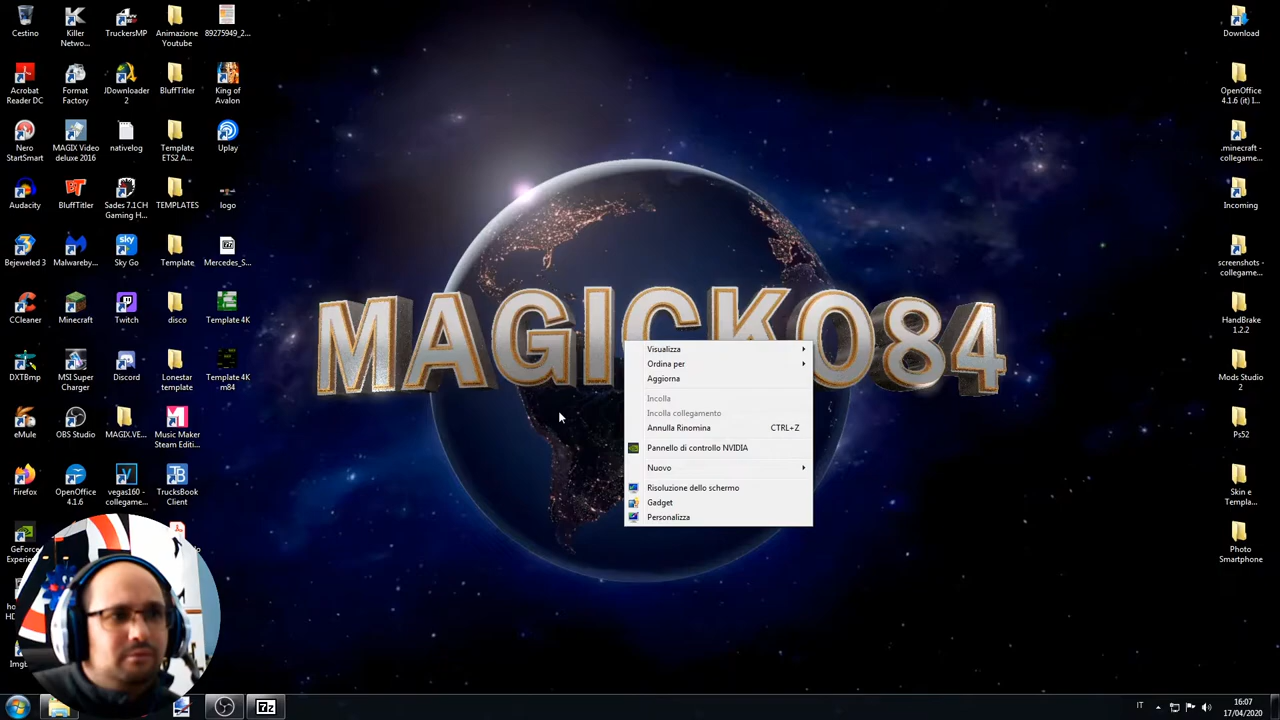 Cestino
Killer
Netwo...
TruckersMP
Animazione
Youtube
89275949_2...
Download
Acrobat
Reader DC
Format
Factory
JDownloader
2
BluffTitler
King of
Avalon
OpenOffice
4.1.6 (it) I...
Nero
StartSmart
MAGIX Video
deluxe 2016
nativelog
Template
ETS2 A...
Uplay
.minecraft -
collegame...
Audacity
BluffTitler
Sades 7.1CH
Gaming H...
TEMPLATES
logo
Incoming
Bejeweled 3
Malwareby...
Sky Go
Template
Mercedes_S...
screenshots -
collegame...
CCleaner
Minecraft
Twitch
disco
Template 4K
HandBrake
1.2.2
MAGICK084
DXTBmp
MSI Super
Charger
Discord
Lonestar
template
Template 4K
m84
Mods Studio
2
eMule
OBS Studio
MAGIX.VE...
Music Maker
Steam Editi...
Ps52
Firefox
OpenOffice
4.1.6
vegas160 -
collegame...
TrucksBook
Client
Skin e
Templa...
GeForce
Experien...
Photo
Smartphone
Visualizza
Ordina per
Aggiorna
Incolla
Incolla collegamento
Annulla Rinomina CTRL+Z
Pannello di controllo NVIDIA
Nuovo
Risoluzione dello schermo
Gadget
Personalizza
7z
IT
16:07
17/04/2020